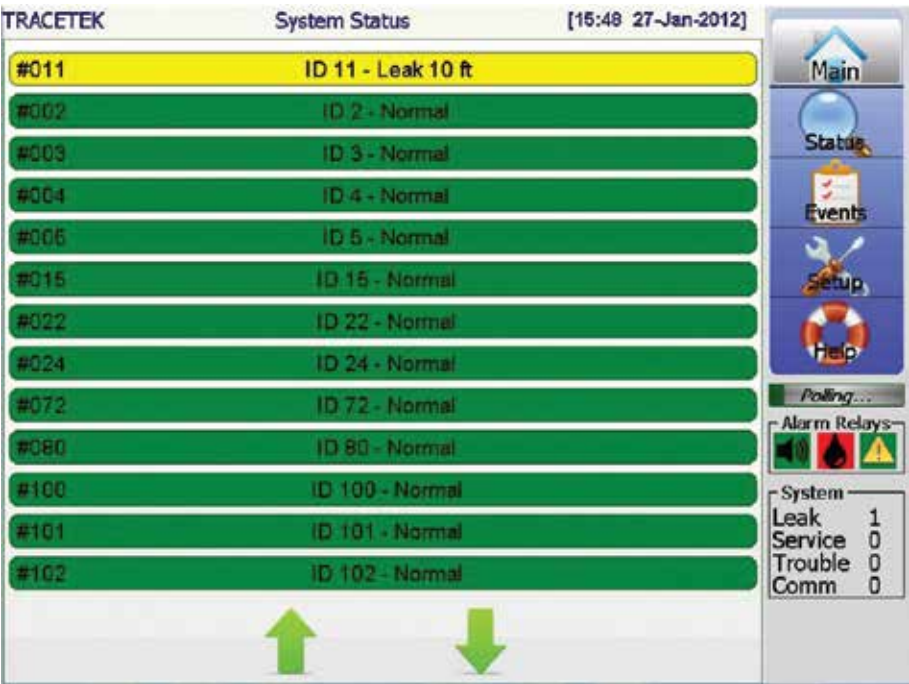 TRACETEK System Status [15:48 27-Jan-2012]
#011 ID 11 - Leak 10 ft
#002 ID 2 - Normal
#003 ID 3 - Normal
#004 ID 4 - Normal
#005 ID 5 - Normal
#015 ID 15 - Normal
#022 ID 22 - Normal
#024 ID 24 - Normal
#072 ID 72 - Normal
#080 ID 80 - Normal
#100 ID 100 - Normal
#101 ID 101 - Normal
#102 ID 102 - Normal
Main
Status
Events
Setup
Help
Polling...
Alarm Relays
System
Leak 1
Service 0
Trouble 0
Comm 0